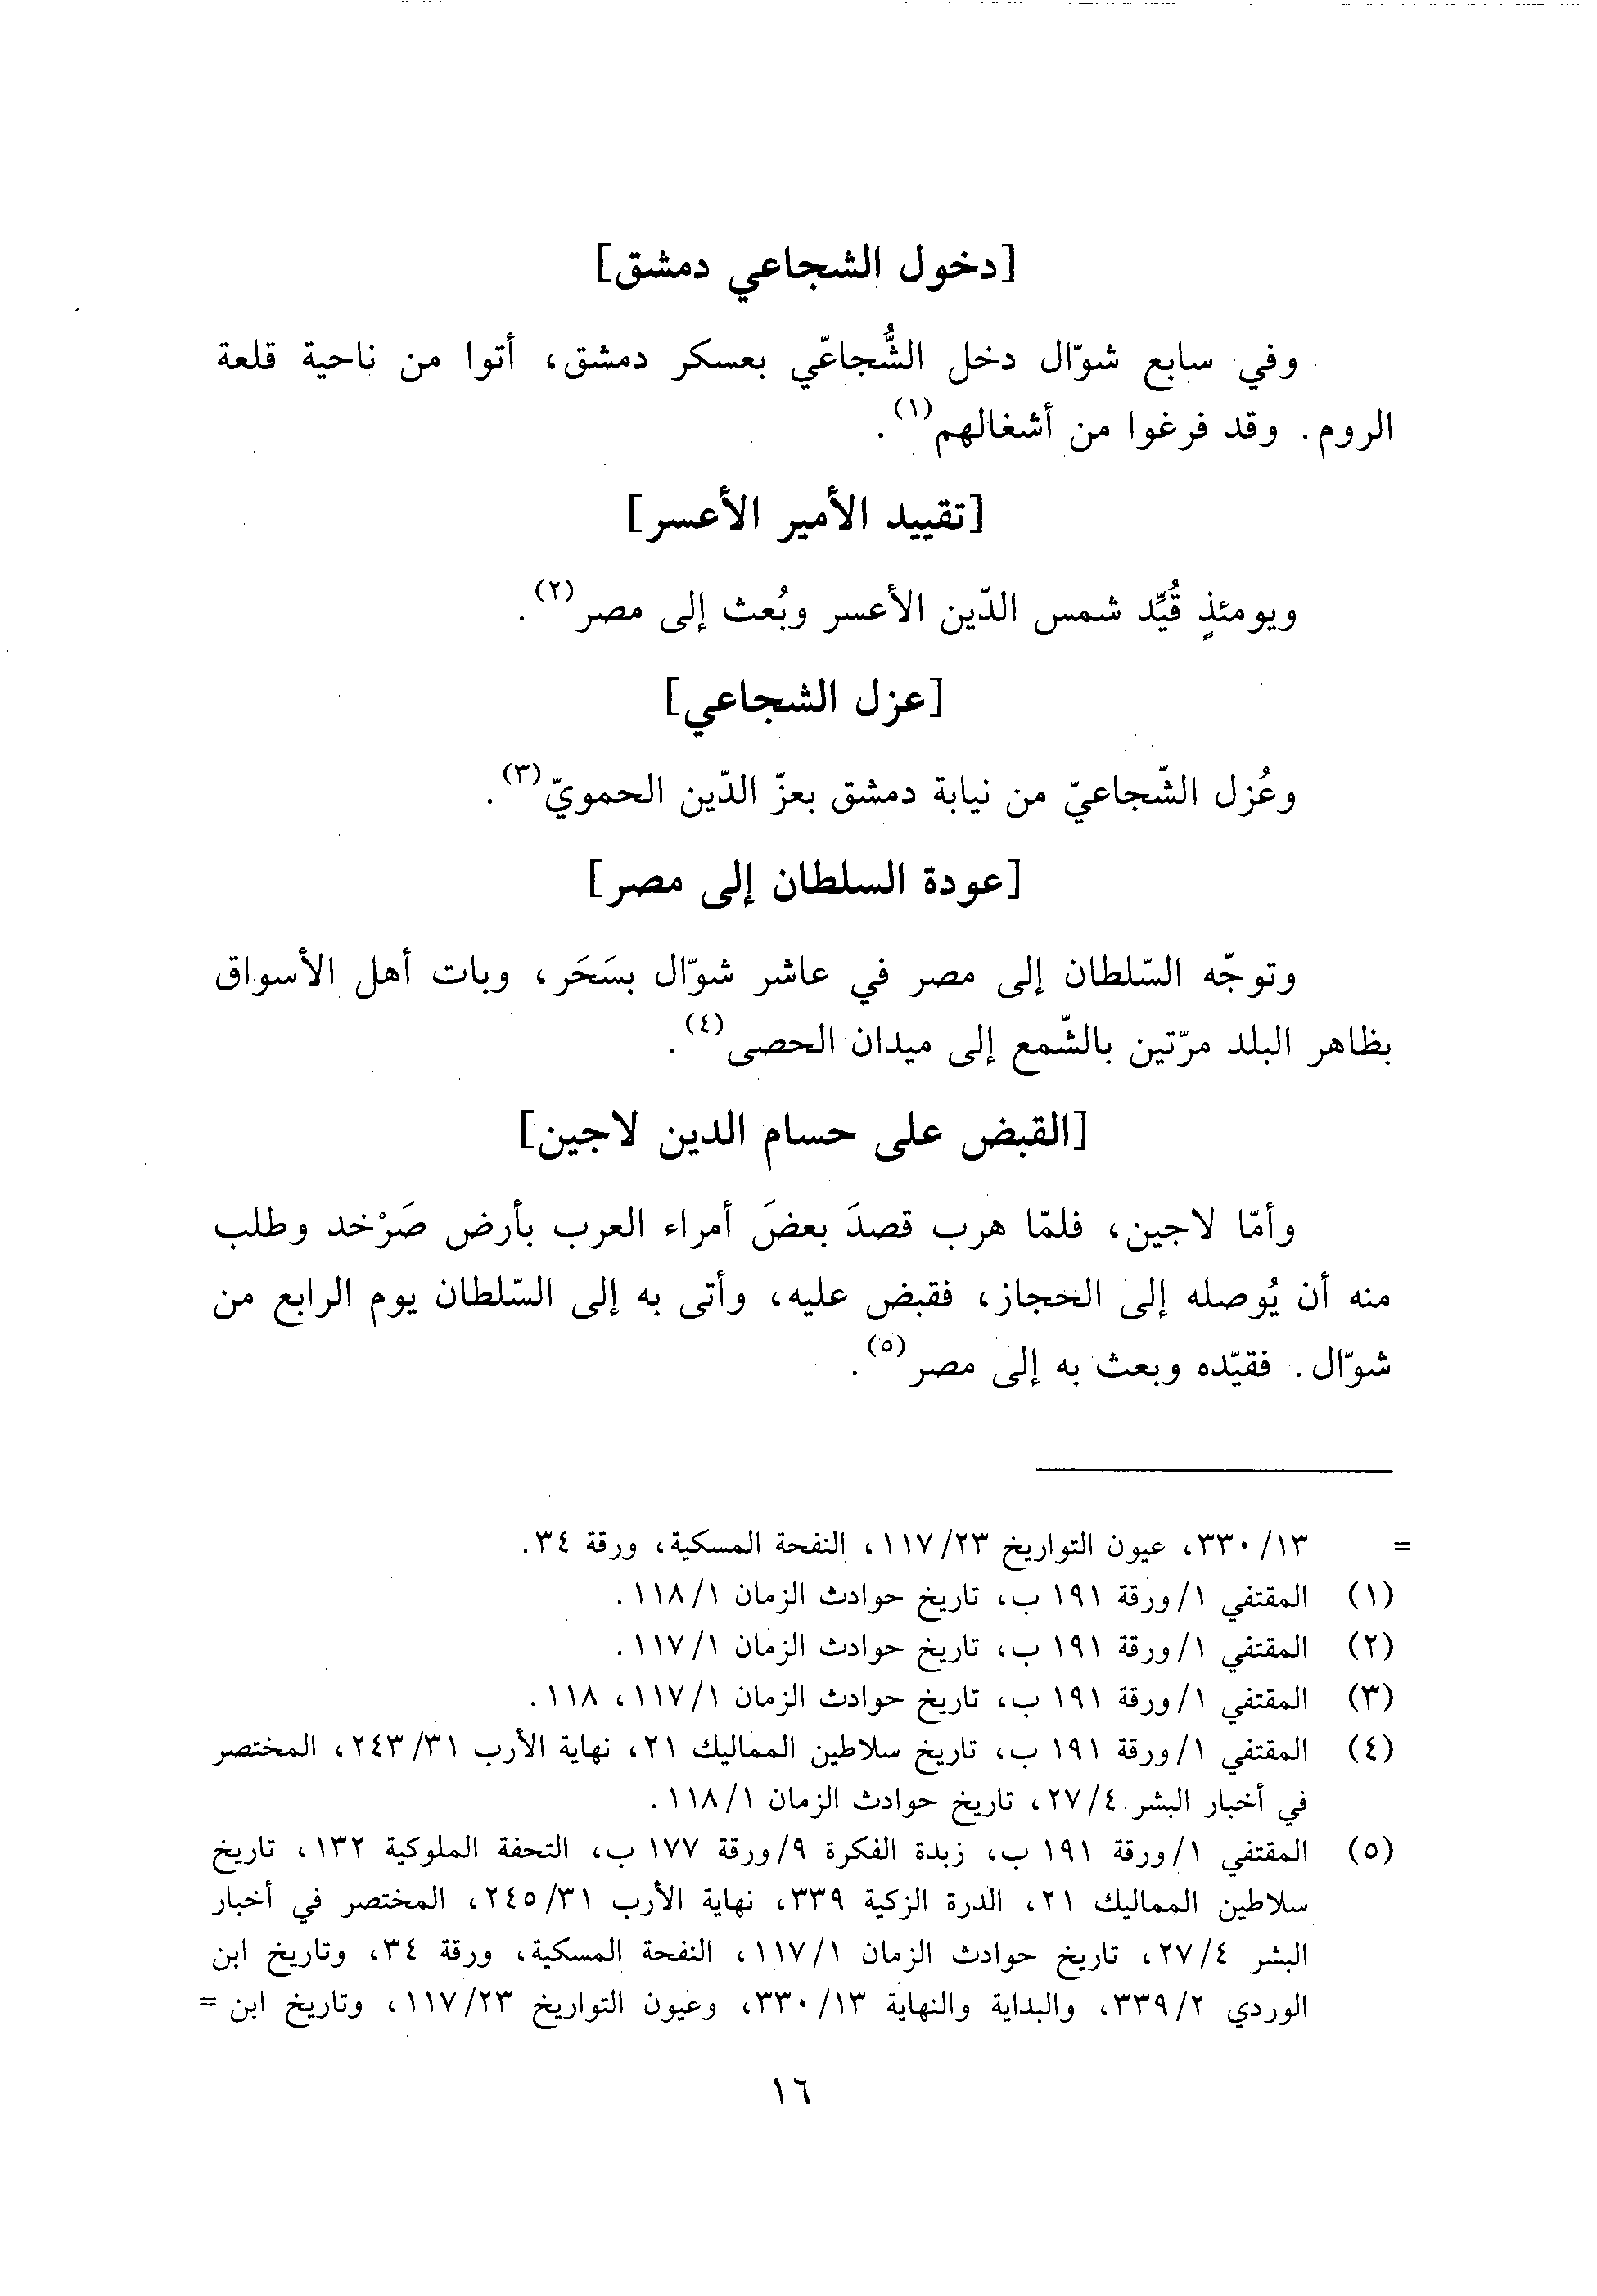 [دخول الشجاعي دمشق]
وفي سابع شوّال دخل الشُّجاعّي بعسكر دمشق، أتوا من ناحية قلعة
الروم. وقد فرغوا من أشغالهم(١).
[تقييد الأمير الأعسر]
ويومئذٍ قُيِّد شمس الدّين الأعسر وبُعث إلى مصر(٢).
[عزل الشجاعي]
وعُزل الشّجاعيّ من نيابة دمشق بعزّ الدّين الحمويّ(٣).
[عودة السلطان إلى مصر]
وتوجّه السّلطان إلى مصر في عاشر شوّال بسَحَر، وبات أهل الأسواق
بظاهر البلد مرّتين بالشّمع إلى ميدان الحصى(٤).
[القبض على حسام الدين لاجين]
وأمّا لاجين، فلمّا هرب قصدَ بعضَ أمراء العرب بأرض صَرْخد وطلب
منه أن يُوصله إلى الحجاز، فقبض عليه، وأتى به إلى السّلطان يوم الرابع من
شوّال. فقيّده وبعث به إلى مصر(٥).
= ١٣/ ٣٣٠، عيون التواريخ ٢٣/ ١١٧، النفحة المسكية، ورقة ٣٤.
(١) المقتفي ١/ ورقة ١٩١ ب، تاريخ حوادث الزمان ١/ ١١٨.
(٢) المقتفي ١/ ورقة ١٩١ ب، تاريخ حوادث الزمان ١/ ١١٧.
(٣) المقتفي ١/ ورقة ١٩١ ب، تاريخ حوادث الزمان ١/ ١١٧، ١١٨.
(٤) المقتفي ١/ ورقة ١٩١ ب، تاريخ سلاطين المماليك ٢١، نهاية الأرب ٣١/ ٢٤٣، المختصر
في أخبار البشر ٤/ ٢٧، تاريخ حوادث الزمان ١/ ١١٨.
(٥) المقتفي ١/ ورقة ١٩١ ب، زبدة الفكرة ٩/ ورقة ١٧٧ ب، التحفة الملوكية ١٣٢، تاريخ
سلاطين المماليك ٢١، الدرة الزكية ٣٣٩، نهاية الأرب ٣١/ ٢٤٥، المختصر في أخبار
البشر ٤/ ٢٧، تاريخ حوادث الزمان ١/ ١١٧، النفحة المسكية، ورقة ٣٤، وتاريخ ابن
الوردي ٢/ ٣٣٩، والبداية والنهاية ١٣/ ٣٣٠، وعيون التواريخ ٢٣/ ١١٧، وتاريخ ابن =
١٦